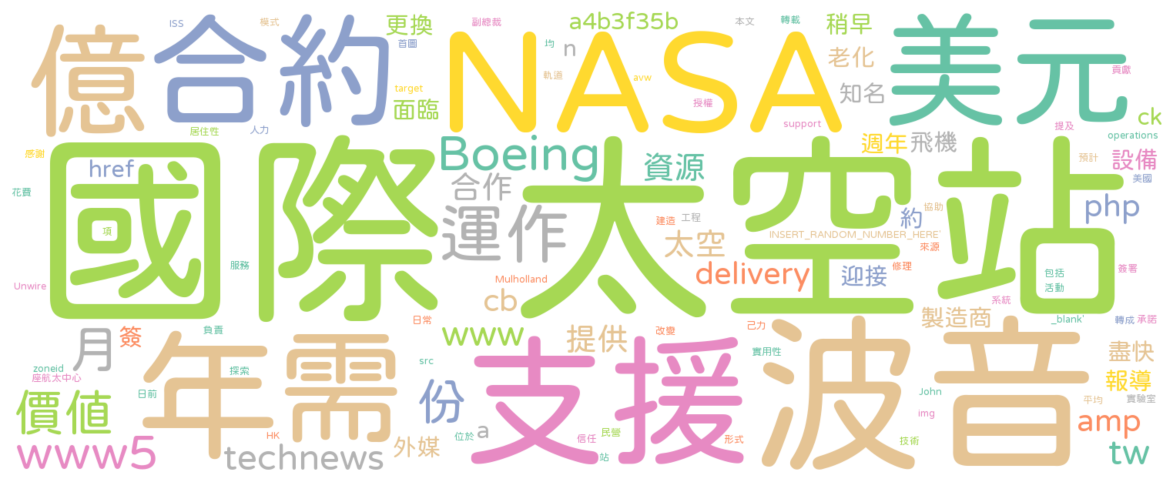 ISS 模式 副總裁 a4b3f35b 本文 轉載 稍早
首圖 更換 均 n 貢獻
億 合約 NASA 美元
軌道 avw 老化
target 面臨 授權 知名 ck
居住性 人力 support 提及 operations
感謝 href Boeing 資源 週年 飛機 預計 設備 美國
花費 合作 約 協助 php
國際太空站
項 運作 建造 工程 太空 INSERT_RANDOM_NUMBER_HERE' 來源 簽署
服務 Mulholland delivery 修理 迎接 包括
Unwire cb 系統 活動
負責 日常 www 提供 改變 己力 製造商 _blank' 轉成 承諾
月 簽 年 需 支援 波音
zoneid 探索 src 實用性 盡快
座航太中心 日前 份 John 報導
價值 平均 實驗室
www5 HK 外媒 位於 a 信任 民營 形式 技術 img amp
technews 站 tw